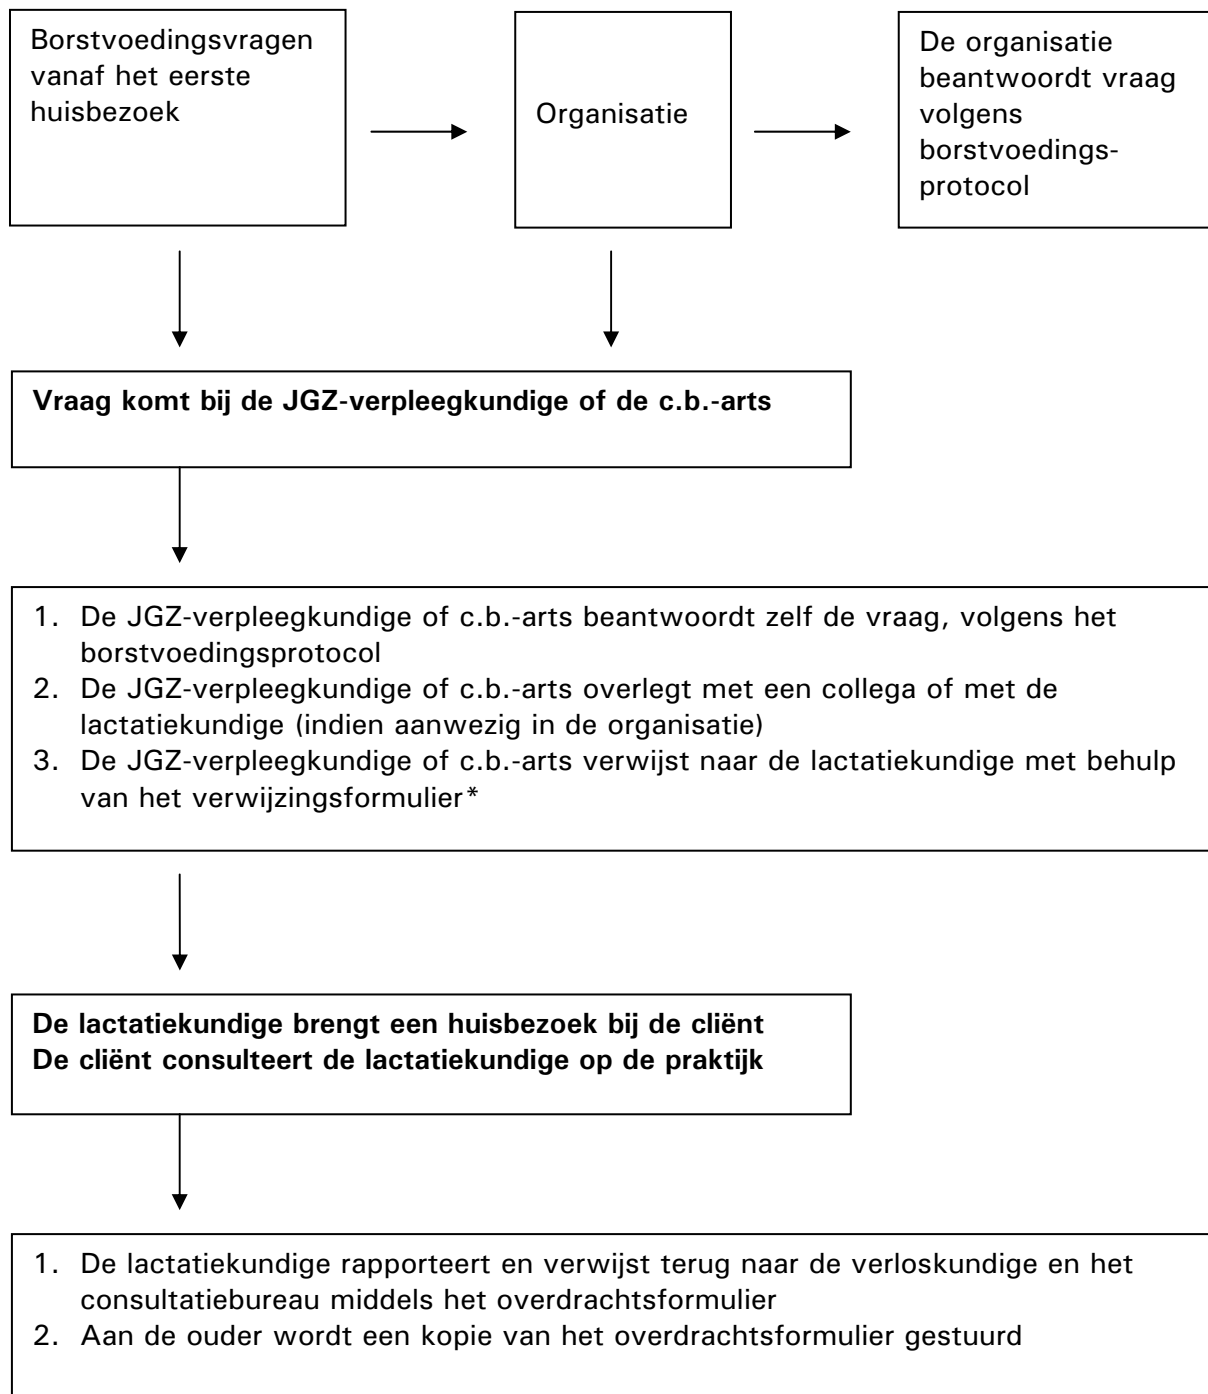 Borstvoedingsvragen
vanaf het eerste
huisbezoek
Organisatie
De organisatie
beantwoordt vraag
volgens
borstvoedings-
protocol
Vraag komt bij de JGZ-verpleegkundige of de c.b.-arts
1. De JGZ-verpleegkundige of c.b.-arts beantwoordt zelf de vraag, volgens het
borstvoedingsprotocol
2. De JGZ-verpleegkundige of c.b.-arts overlegt met een collega of met de
lactatiekundige (indien aanwezig in de organisatie)
3. De JGZ-verpleegkundige of c.b.-arts verwijst naar de lactatiekundige met behulp
van het verwijzingsformulier*
De lactatiekundige brengt een huisbezoek bij de cliënt
De cliënt consulteert de lactatiekundige op de praktijk
1. De lactatiekundige rapporteert en verwijst terug naar de verloskundige en het
consultatiebureau middels het overdrachtsformulier
2. Aan de ouder wordt een kopie van het overdrachtsformulier gestuurd